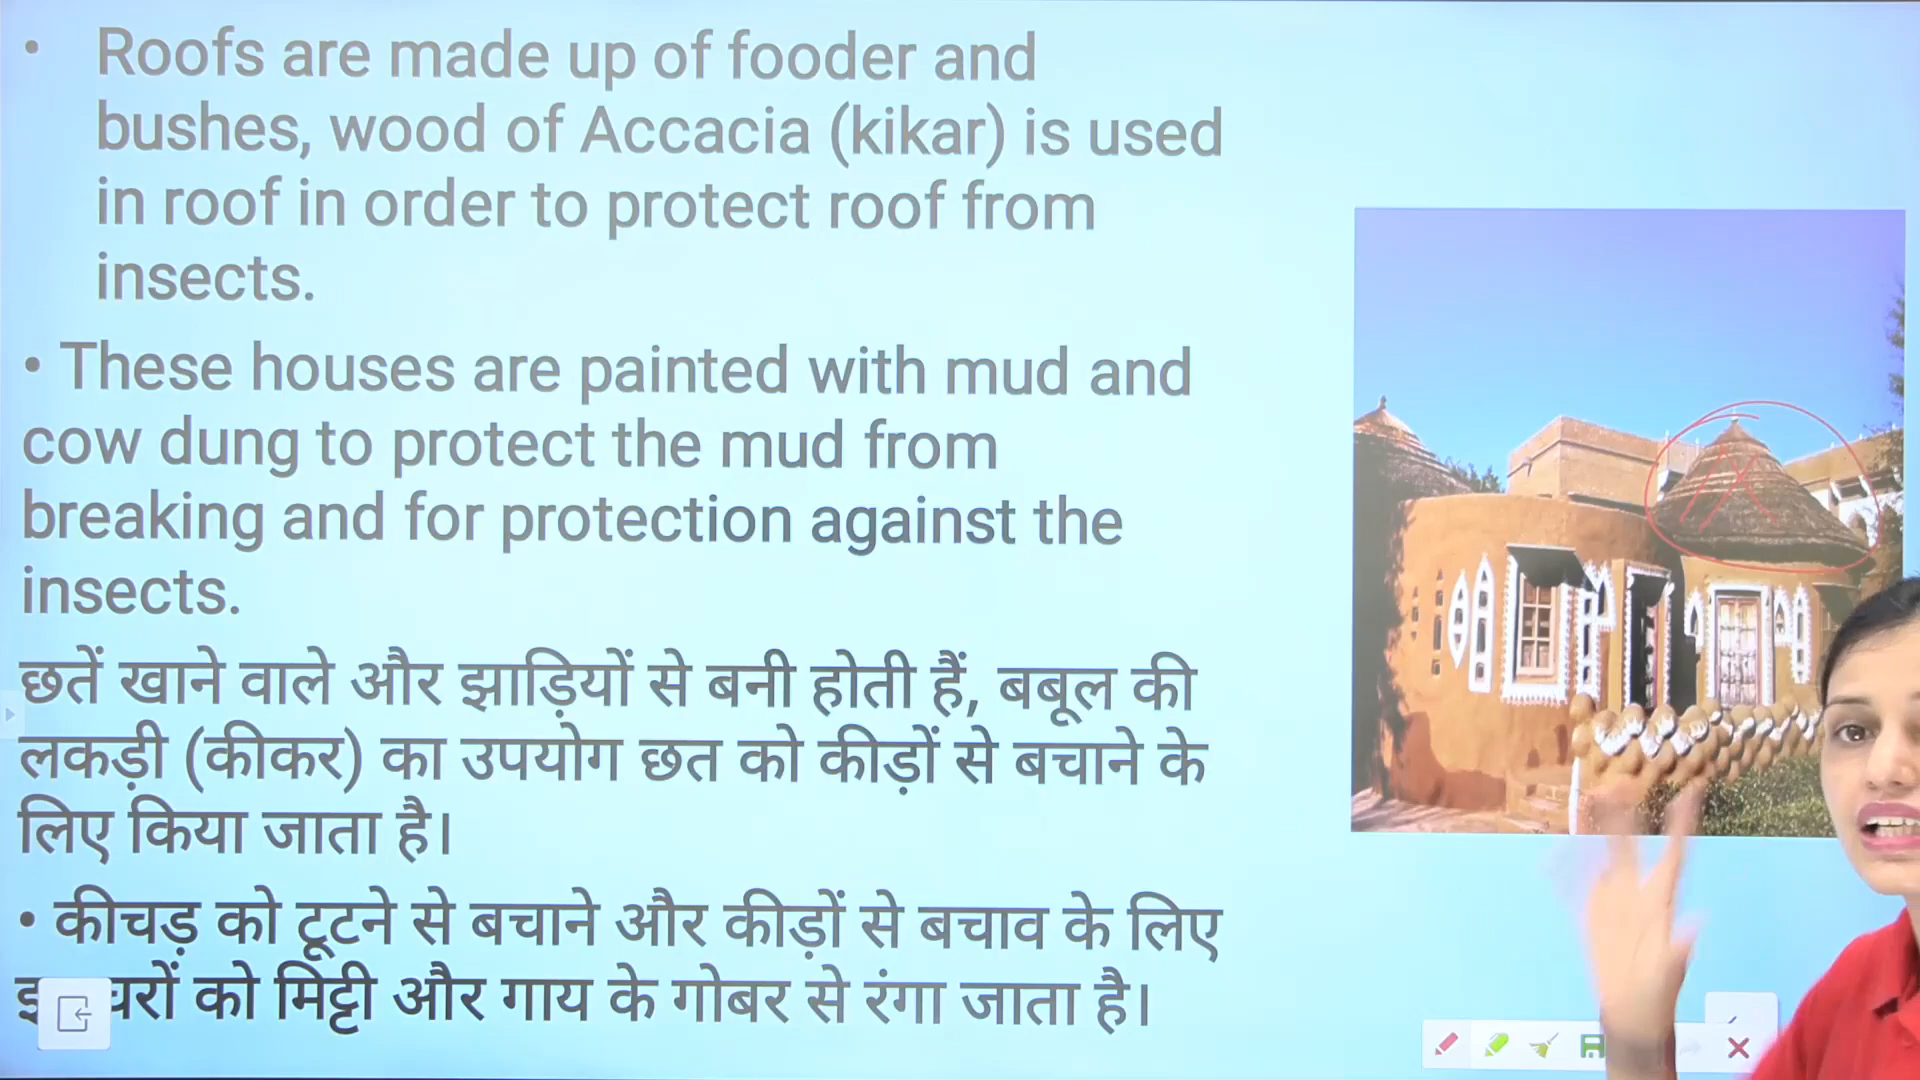 • Roofs are made up of fooder and
bushes, wood of Accacia (kikar) is used
in roof in order to protect roof from
insects.
• These houses are painted with mud and
cow dung to protect the mud from
breaking and for protection against the
insects.
छतें खाने वाले और झाड़ियों से बनी होती हैं, बबूल की
लकड़ी (कीकर) का उपयोग छत को कीड़ों से बचाने के
लिए किया जाता है।
• कीचड़ को टूटने से बचाने और कीड़ों से बचाव के लिए
को मिट्टी और गाय के गोबर से रंगा जाता है।